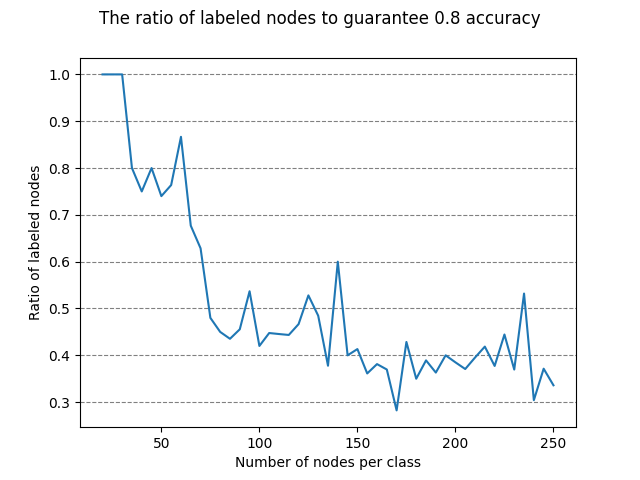 The ratio of labeled nodes to guarantee 0.8 accuracy
1.0
0.9
0.8
0.7
0.6
0.5
0.4
0.3
Ratio of labeled nodes
50 100 150 200 250
Number of nodes per class